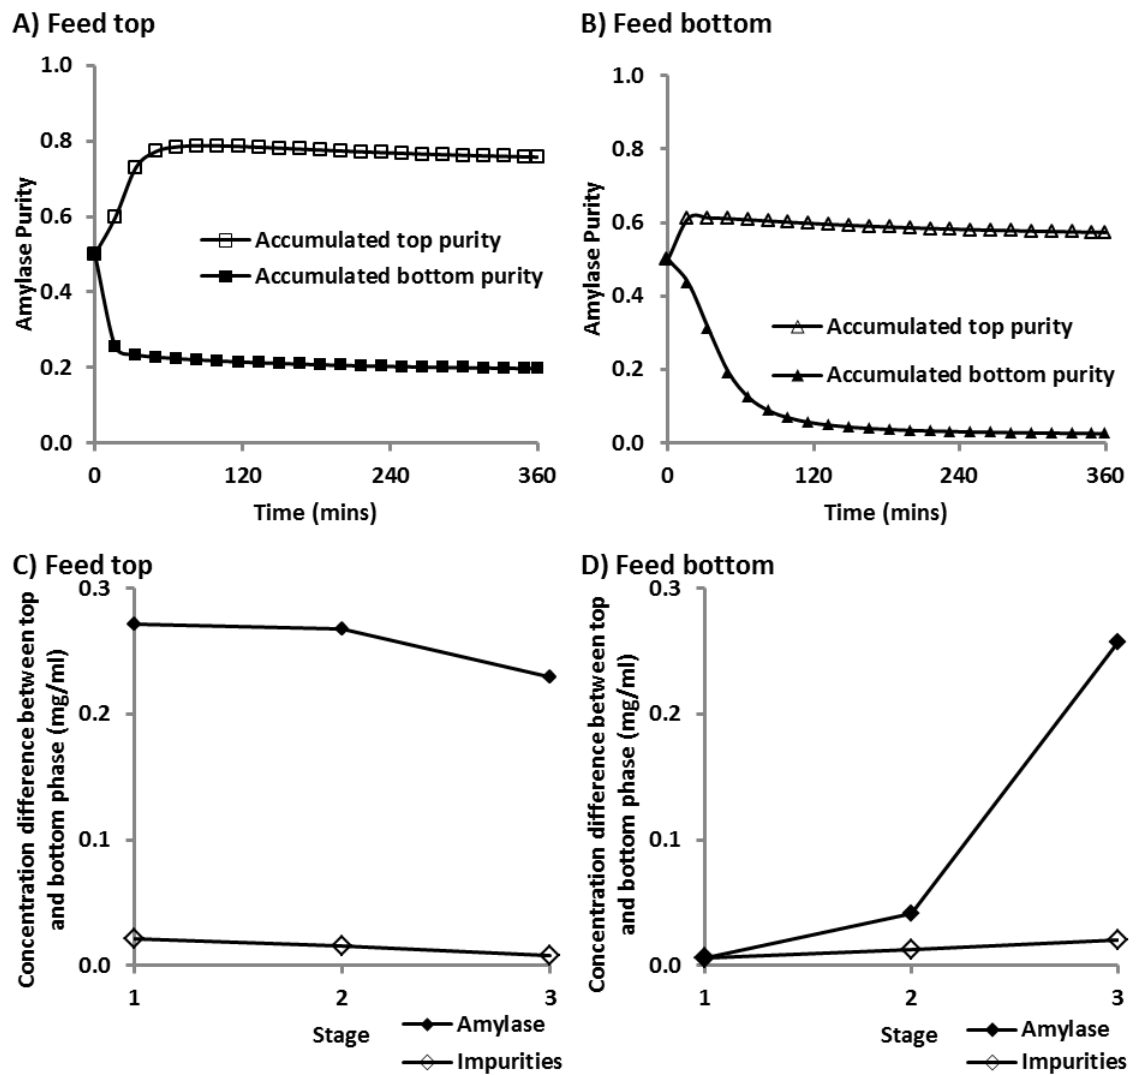 A) Feed top
1.0
0.8
0.6
0.4
0.2
0.0
Amylase Purity
Accumulated top purity
Accumulated bottom purity
0 120 240 360
Time (mins)
B) Feed bottom
1.0
0.8
0.6
0.4
0.2
0.0
Amylase Purity
Accumulated top purity
Accumulated bottom purity
0 120 240 360
Time (mins)
C) Feed top
0.3
0.2
0.1
0.0
Concentration difference between top
and bottom phase (mg/ml)
1 2 3
Stage
Amylase
Impurities
D) Feed bottom
0.3
0.2
0.1
0.0
Concentration difference between top
and bottom phase (mg/ml)
1 2 3
Stage
Amylase
Impurities